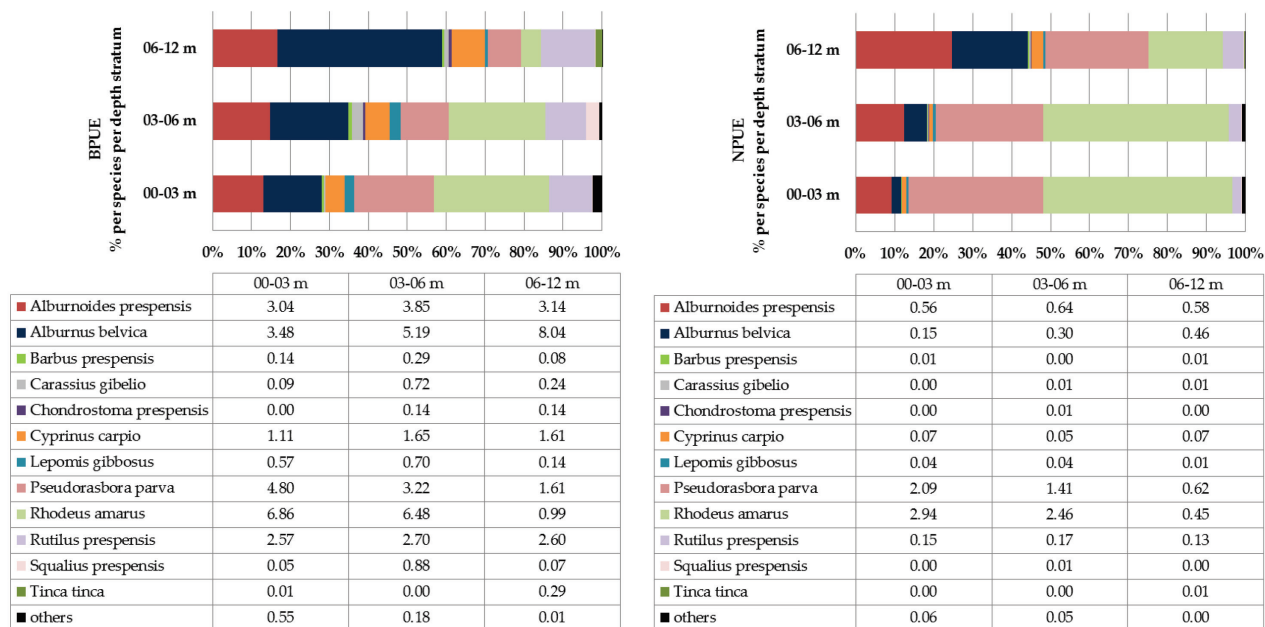 BPUE
% per species per depth stratum
06-12 m
03-06 m
00-03 m
0% 10% 20% 30% 40% 50% 60% 70% 80% 90% 100%
00-03 m 03-06 m 06-12 m
Alburnoides prespensis 3.04 3.85 3.14
Alburnus belvica 3.48 5.19 8.04
Barbus prespensis 0.14 0.29 0.08
Carassius gibelio 0.09 0.72 0.24
Chondrostoma prespensis 0.00 0.14 0.14
Cyprinus carpio 1.11 1.65 1.61
Lepomis gibbosus 0.57 0.70 0.14
Pseudorasbora parva 4.80 3.22 1.61
Rhodeus amarus 6.86 6.48 0.99
Rutilus prespensis 2.57 2.70 2.60
Squalius prespensis 0.05 0.88 0.07
Tinca tinca 0.01 0.00 0.29
others 0.55 0.18 0.01
NPUE
% per species per depth stratum
06-12 m
03-06 m
00-03 m
0% 10% 20% 30% 40% 50% 60% 70% 80% 90% 100%
00-03 m 03-06 m 06-12 m
Alburnoides prespensis 0.56 0.64 0.58
Alburnus belvica 0.15 0.30 0.46
Barbus prespensis 0.01 0.00 0.01
Carassius gibelio 0.00 0.01 0.01
Chondrostoma prespensis 0.00 0.01 0.00
Cyprinus carpio 0.07 0.05 0.07
Lepomis gibbosus 0.04 0.04 0.01
Pseudorasbora parva 2.09 1.41 0.62
Rhodeus amarus 2.94 2.46 0.45
Rutilus prespensis 0.15 0.17 0.13
Squalius prespensis 0.00 0.01 0.00
Tinca tinca 0.00 0.00 0.01
others 0.06 0.05 0.00